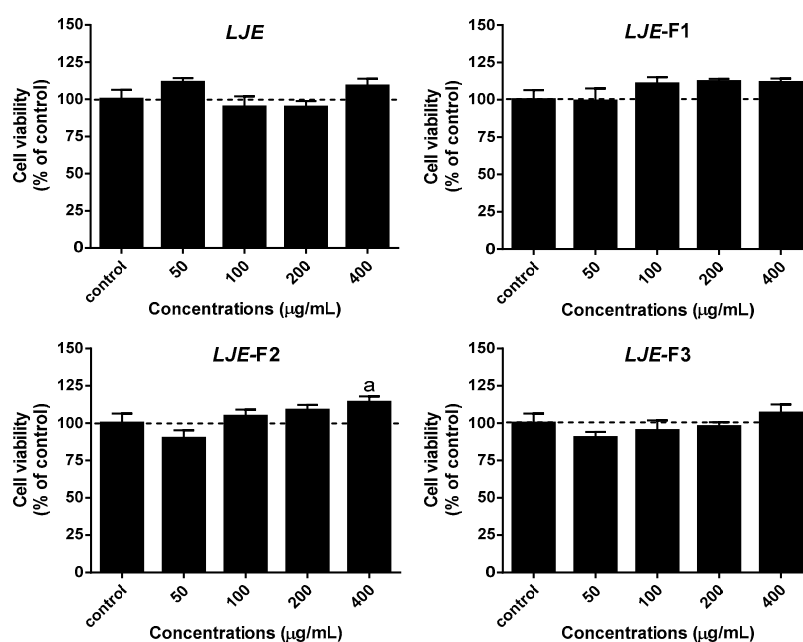 LJE
Cell viability
(% of control)
150
125
100
75
50
25
0
control
50
100
200
400
Concentrations (μg/mL)
LJE-F1
Cell viability
(% of control)
150
125
100
75
50
25
0
control
50
100
200
400
Concentrations (μg/mL)
LJE-F2
Cell viability
(% of control)
150
125
100
75
50
25
0
a
control
50
100
200
400
Concentrations (μg/mL)
LJE-F3
Cell viability
(% of control)
150
125
100
75
50
25
0
control
50
100
200
400
Concentrations (μg/mL)